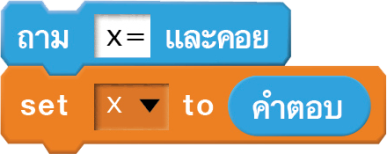 ถาม x= และคอย
set x to คำตอบ